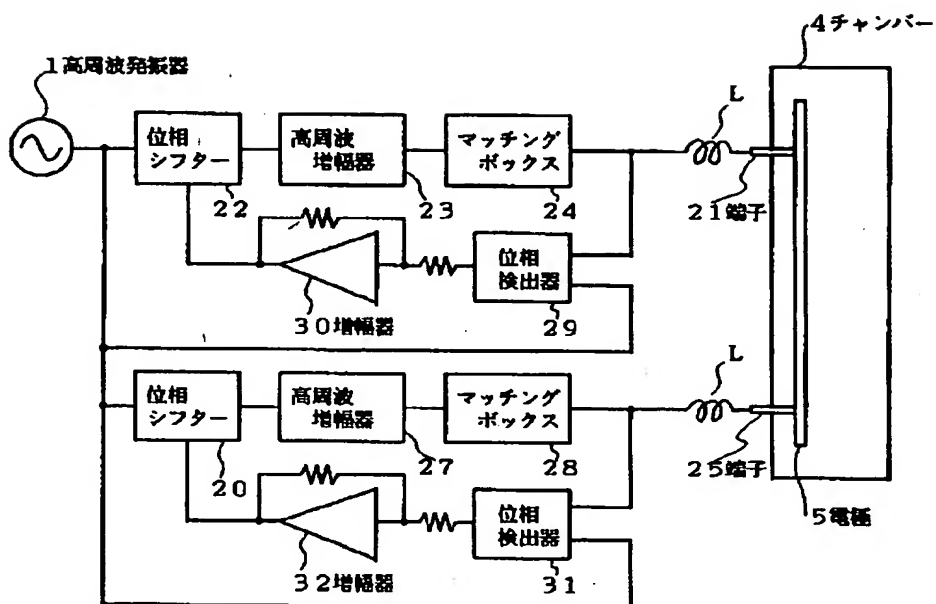 4チャンバー
1高周波発振器
L
位相
シフター
高周波
増幅器
マッチング
ボックス
22
23
24
21端子
位相
検出器
30増幅器
29
L
位相
シフター
高周波
増幅器
マッチング
ボックス
20
27
28
25端子
位相
検出器
5電極
32増幅器
31